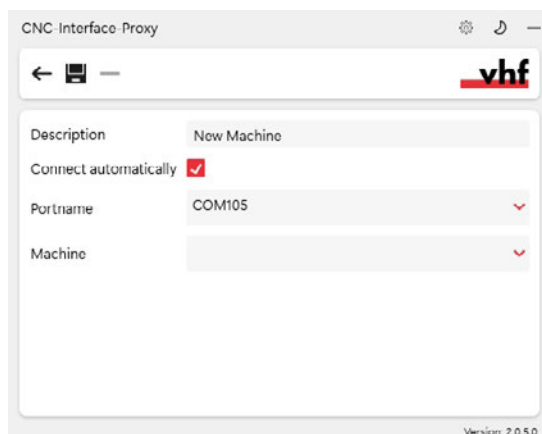 CNC-Interface-Proxy
vhf
Description New Machine
Connect automatically
Portname COM105
Machine
Version: 2.0.5.0